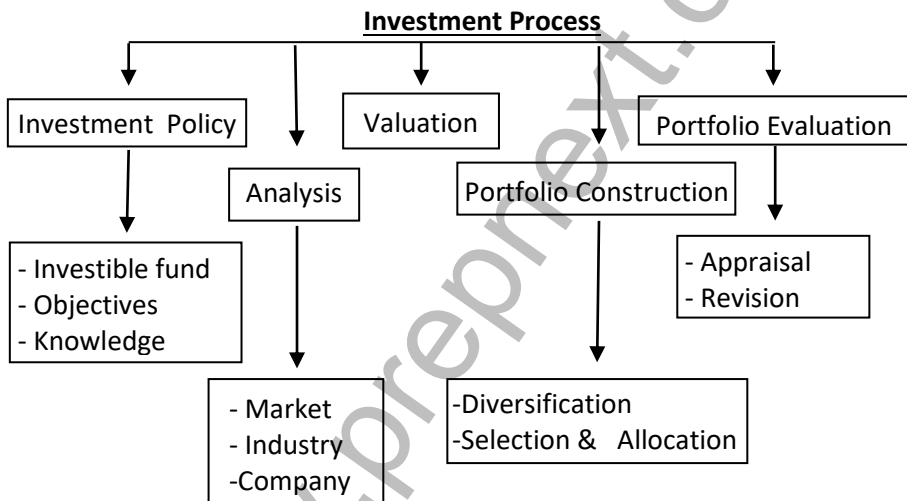 Investment Process
Investment Policy
Valuation
Portfolio Evaluation
Analysis
Portfolio Construction
- Investible fund
- Objectives
- Knowledge
- Appraisal
- Revision
- Market
- Industry
-Company
-Diversification
-Selection & Allocation
.prepnext.c